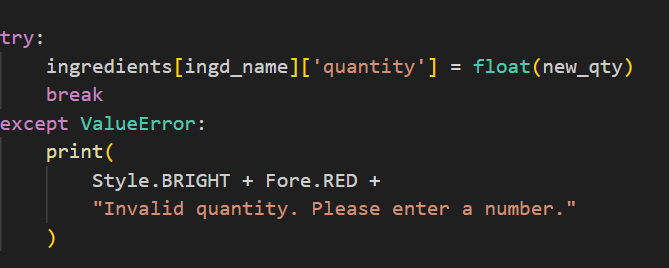 try:
    ingredients[ingd_name]['quantity'] = float(new_qty)
    break
except ValueError:
    print(
        Style.BRIGHT + Fore.RED +
        "Invalid quantity. Please enter a number."
    )